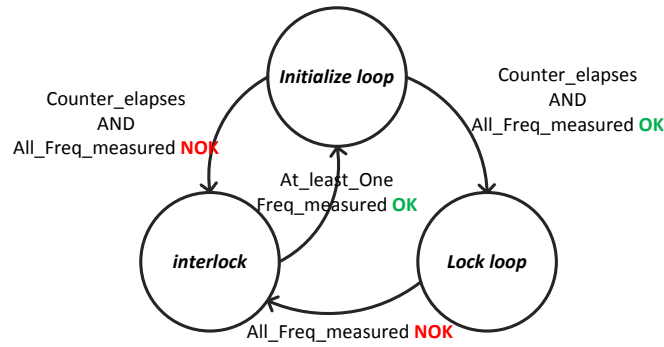 Initialize loop
Counter_elapses
AND
All_Freq_measured NOK
Counter_elapses
AND
All_Freq_measured OK
At_least_One
Freq_measured OK
interlock
Lock loop
All_Freq_measured NOK